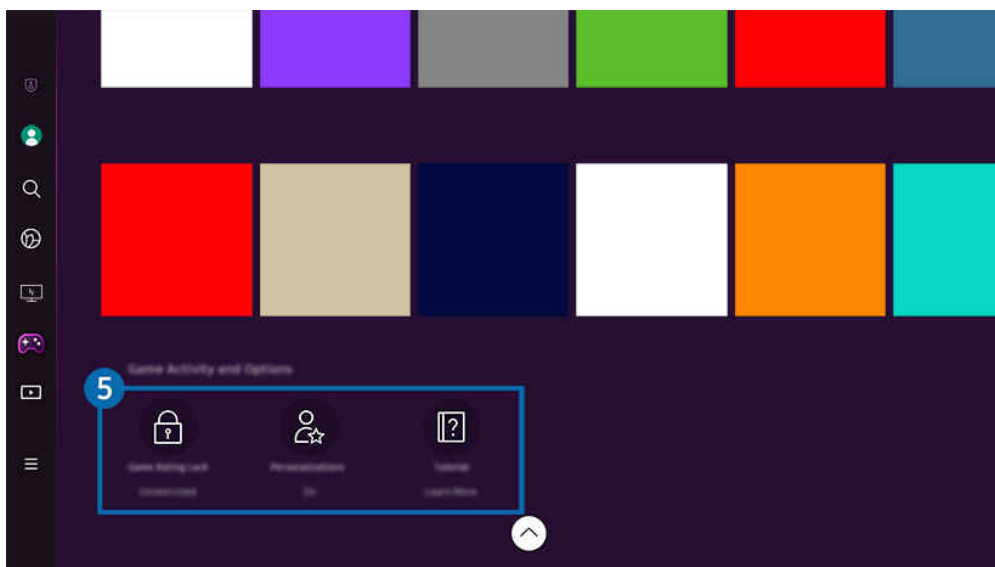 Game Activity and Options
5
Game Rating Lock
Personalizations
Tutorial
Unrestricted
On
Learn More